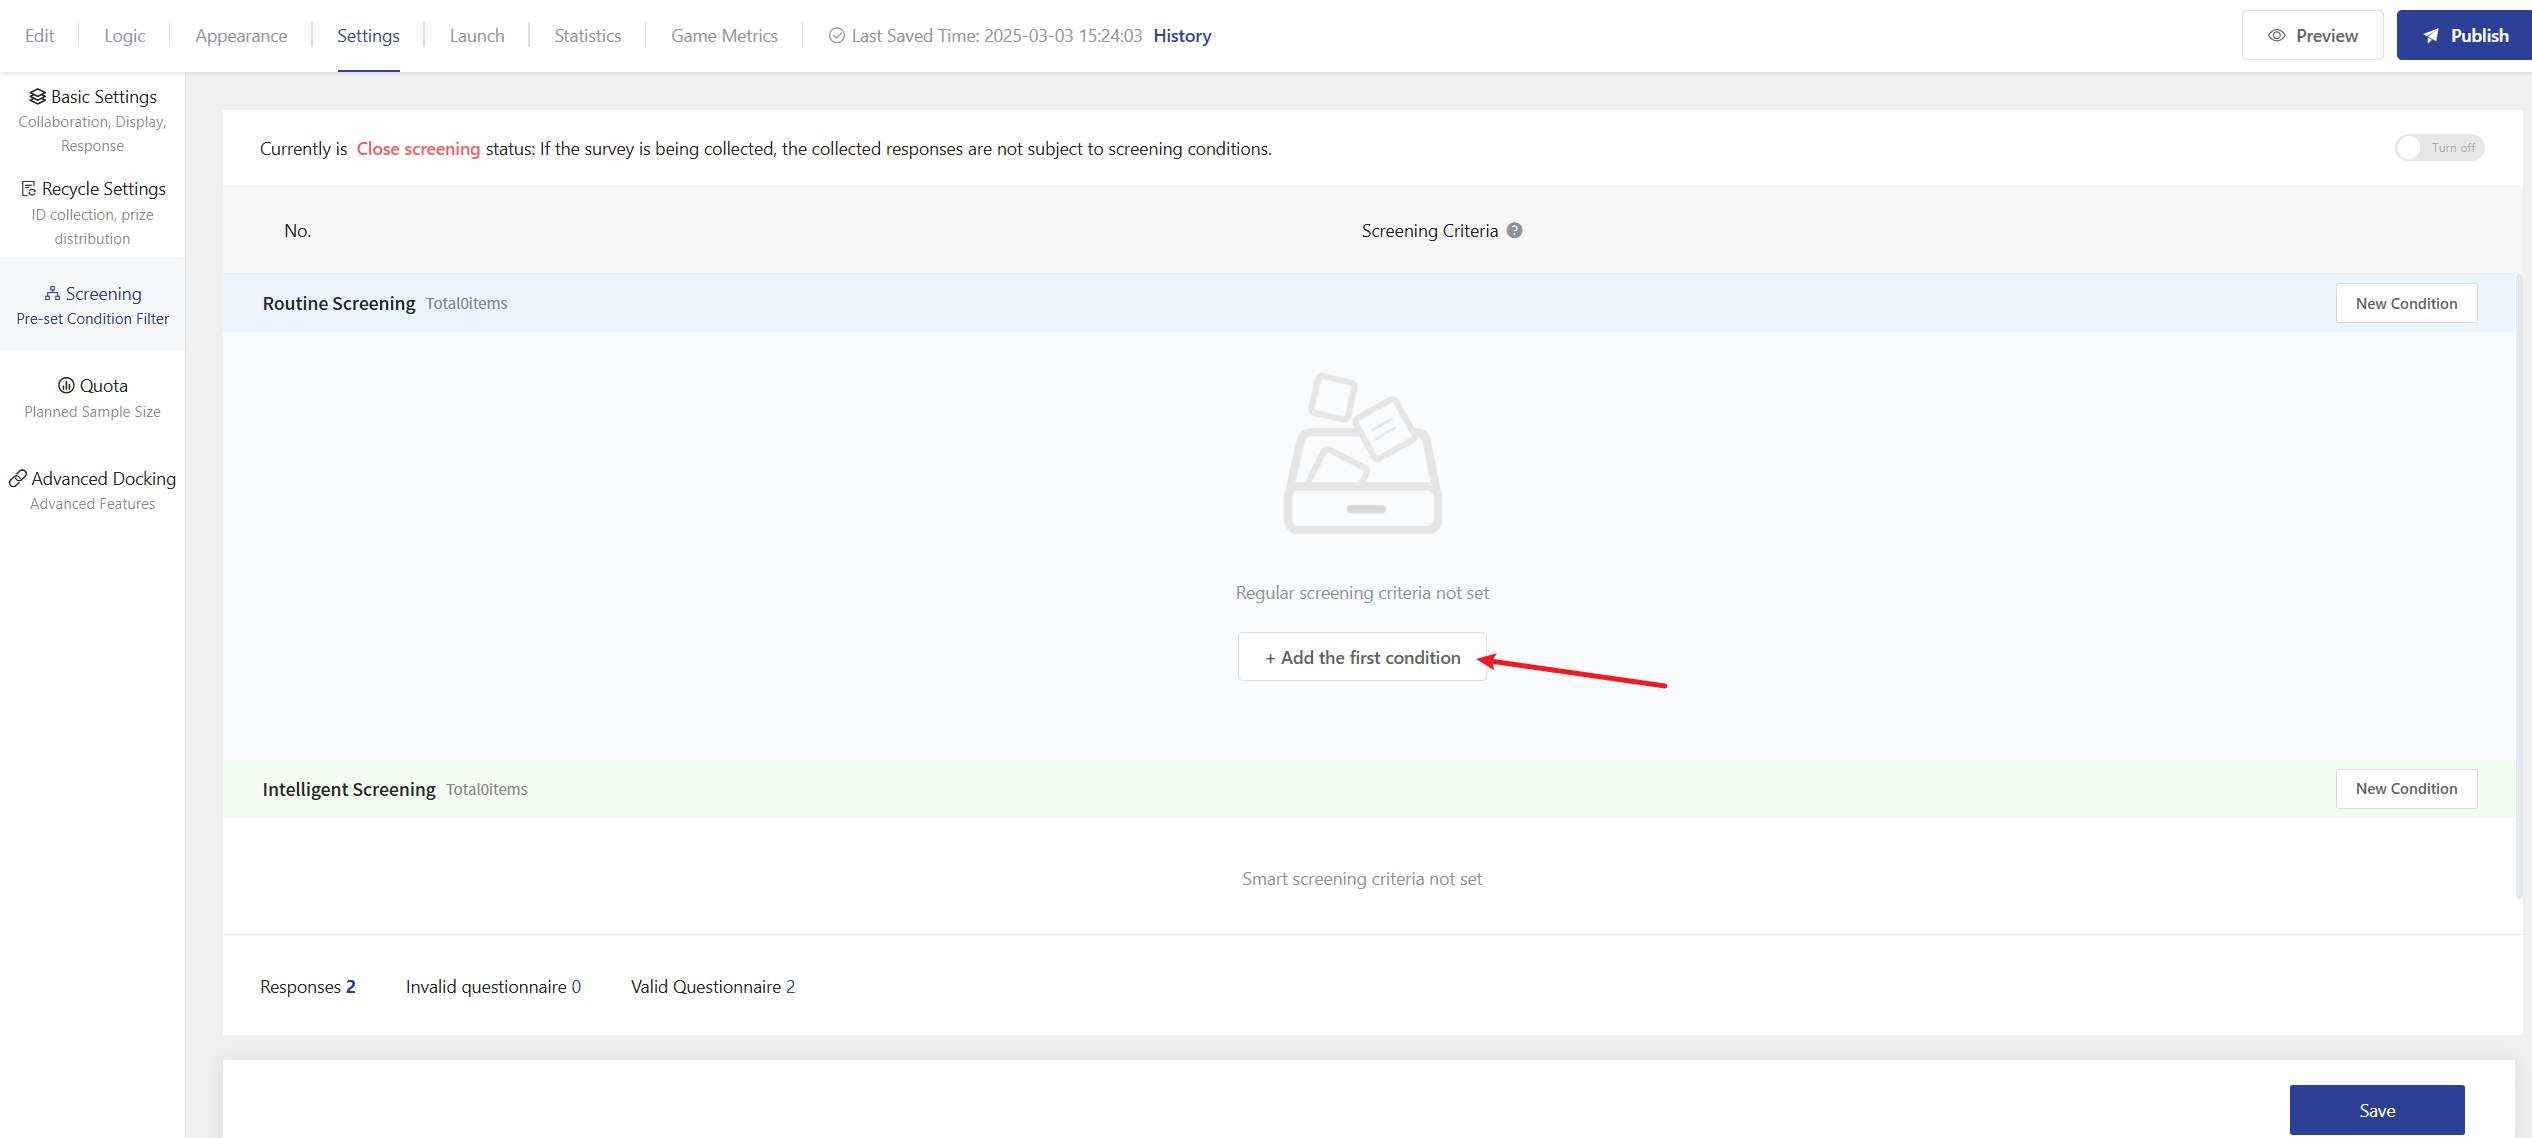 Edit
Logic
Appearance
Settings
Launch
Statistics
Game Metrics
Last Saved Time: 2025-03-03 15:24:03 History
Preview
Publish
Basic Settings
Collaboration, Display,
Response
Recycle Settings
ID collection, prize
distribution
Screening
Pre-set Condition Filter
Quota
Planned Sample Size
Advanced Docking
Advanced Features
Currently is Close screening status: If the survey is being collected, the collected responses are not subject to screening conditions.
Turn off
No.
Screening Criteria ?
Routine Screening Total0items
New Condition
Regular screening criteria not set
+ Add the first condition
Intelligent Screening Total0items
New Condition
Smart screening criteria not set
Responses 2
Invalid questionnaire 0
Valid Questionnaire 2
Save